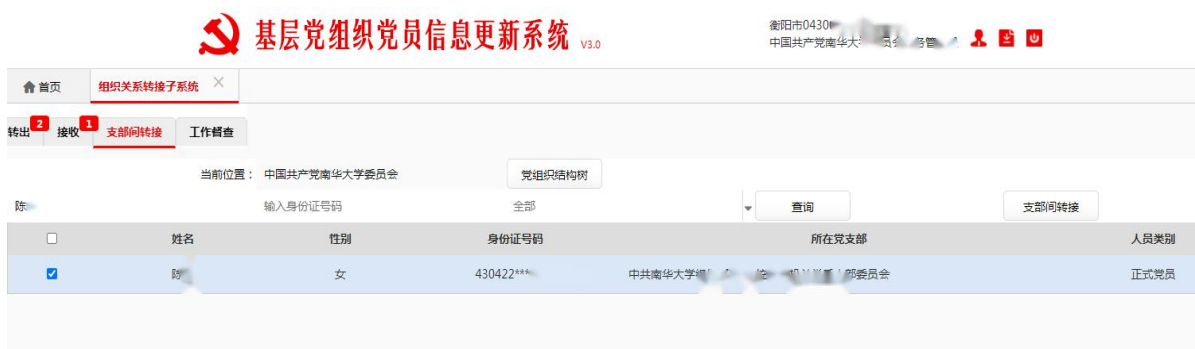 基层党组织党员信息更新系统 V3.0
衡阳市0430
中国共产党南华大
首页 组织关系转接子系统
转出 2 接收 1 支部间转接 工作督查
当前位置： 中国共产党南华大学委员会 党组织结构树
陈 输入身份证号码 全部 查询 支部间转接
姓名 性别 身份证号码 所在党支部 人员类别
陈 女 430422*** 中共南华大学 部委员会 正式党员